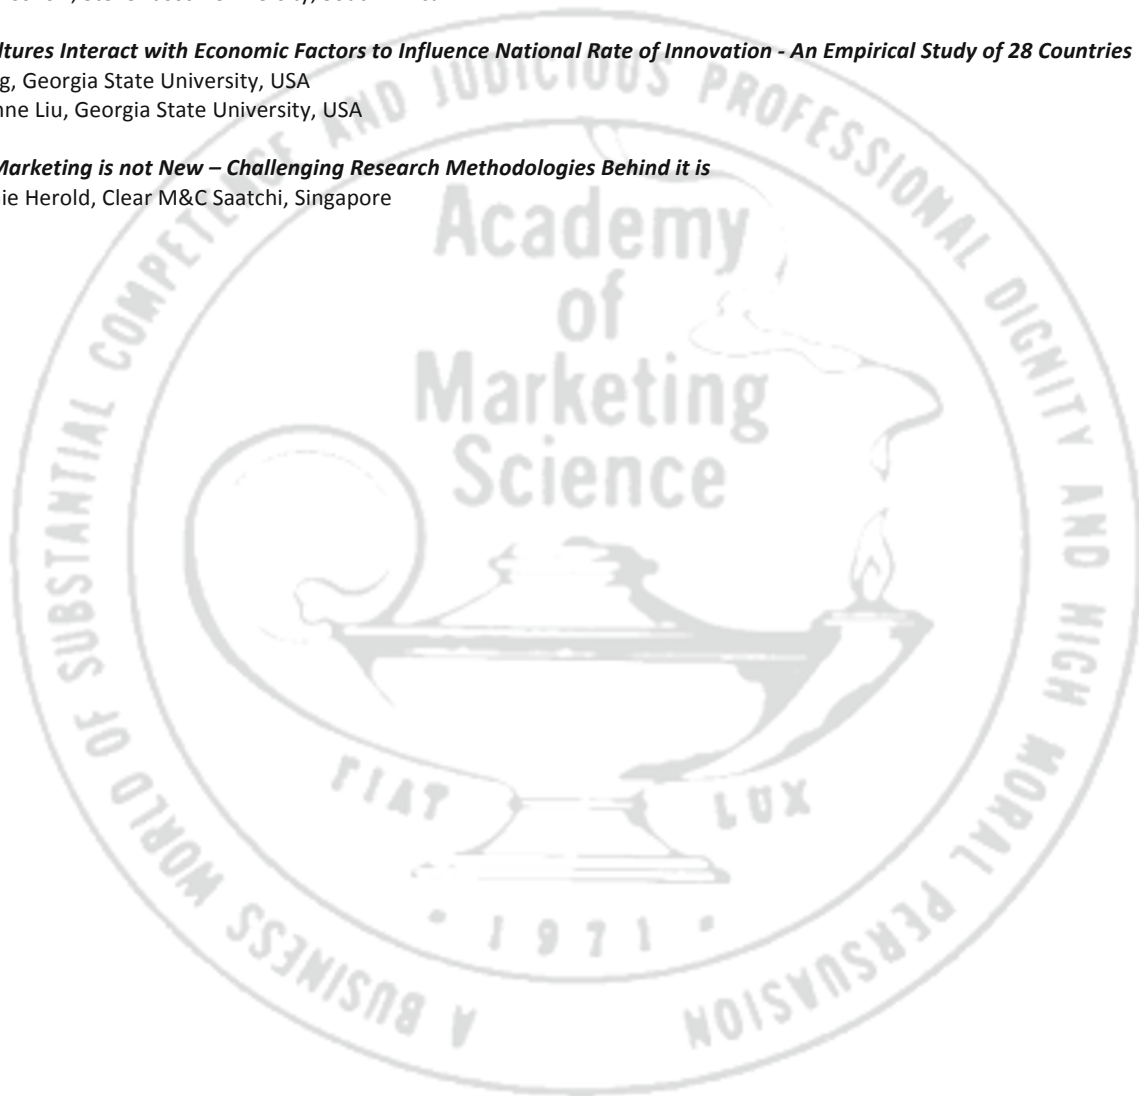 ltures Interact with Economic Factors to Influence National Rate of Innovation - An Empirical Study of 28 Countries
g, Georgia State University, USA
nne Liu, Georgia State University, USA
Marketing is not New – Challenging Research Methodologies Behind it is
ie Herold, Clear M&C Saatchi, Singapore
A BUSINESS WORLD OF SUBSTANTIAL COMPETENCE AND JUDICIOUS PROFESSIONAL DIGNITY AND HIGH MORAL PERSUASION
Academy
of
Marketing
Science
FIAT LUX
· 1971 ·